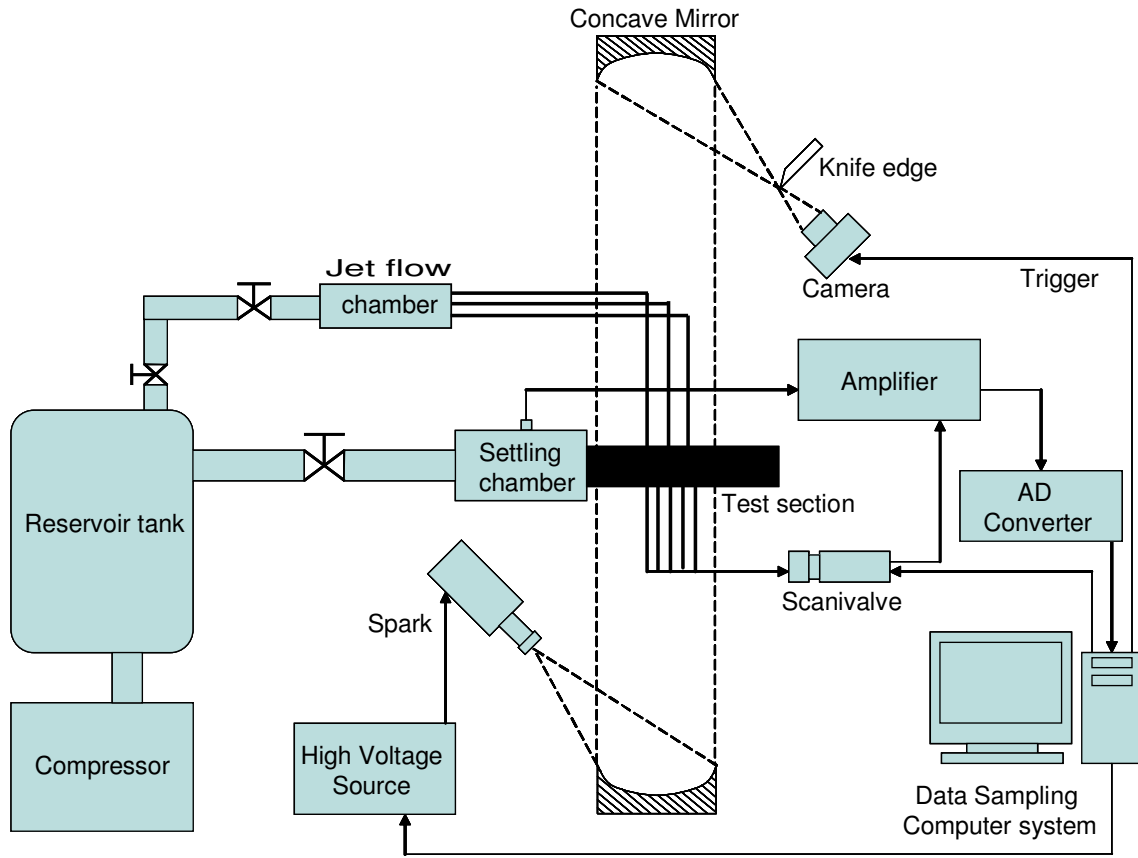 Concave Mirror
Knife edge
Jet flow
chamber
Camera
Trigger
Amplifier
Settling
chamber
Test section
AD
Converter
Reservoir tank
Scanivalve
Spark
High Voltage
Source
Compressor
Data Sampling
Computer system